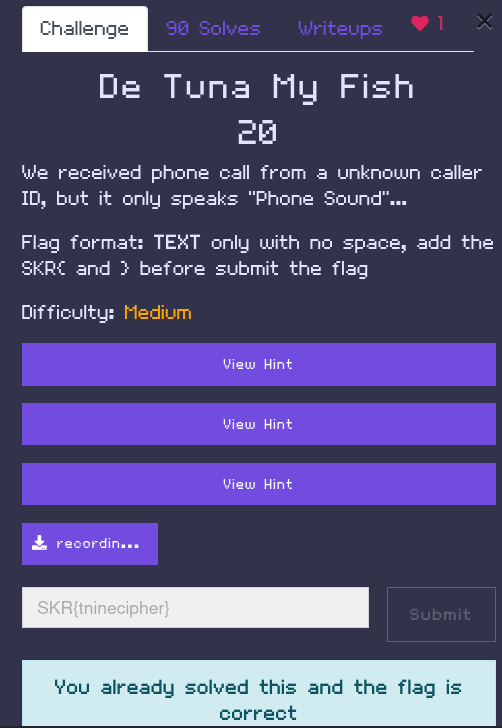 Challenge 90 Solves Writeups 1 ×
De Tuna My Fish
20
We received phone call from a unknown caller
ID, but it only speaks "Phone Sound"...
Flag format: TEXT only with no space, add the
SKR{ and } before submit the flag
Difficulty: Medium
View Hint
View Hint
View Hint
recordin...
SKR{tninecipher} Submit
You already solved this and the flag is
correct